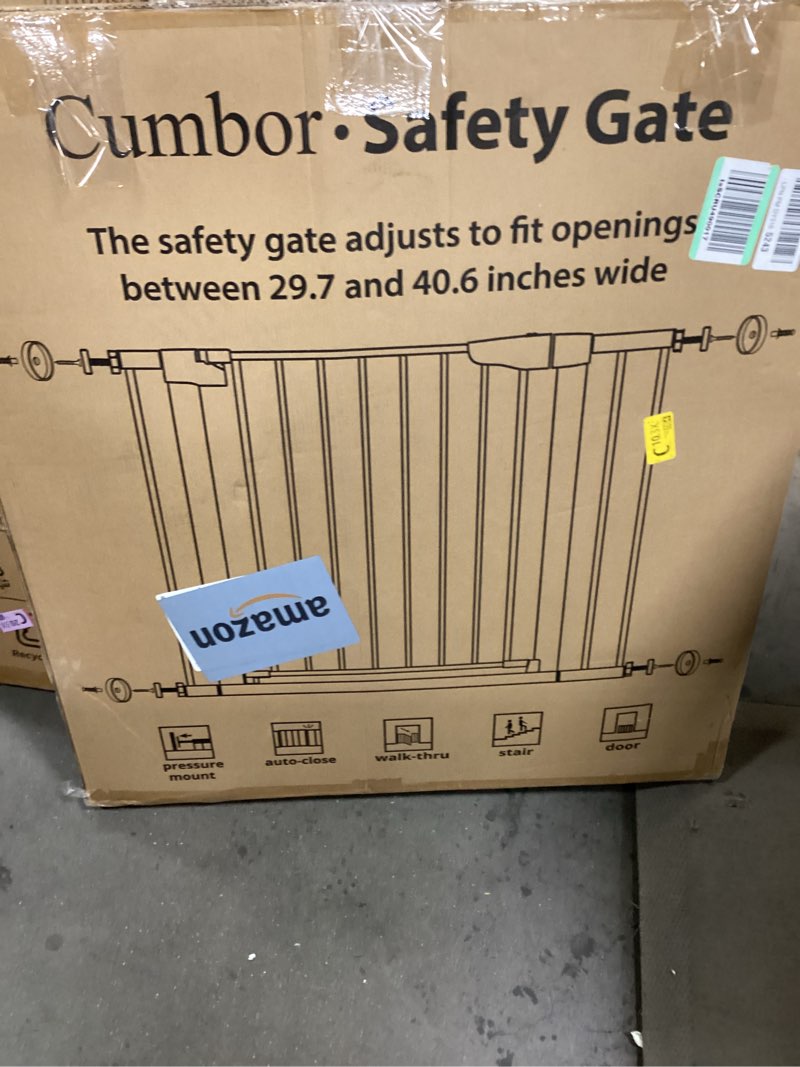 Cumbor · Safety Gate
The safety gate adjusts to fit openings
between 29.7 and 40.6 inches wide
amazon
pressure
mount
auto-close
walk-thru
stair
door
Recyc